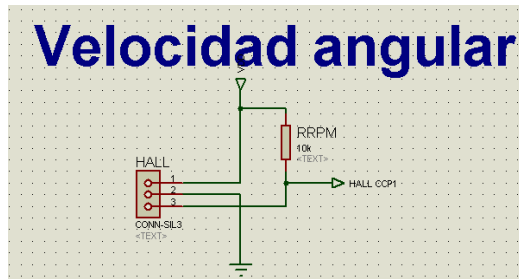 Velocidad angular
RRPM
10k
<TEXT>
HALL
1
2
3
HALL CCP1
CONN-SIL3
<TEXT>